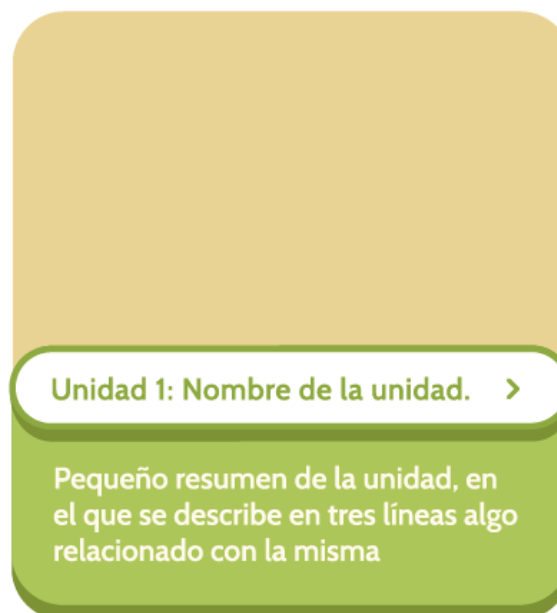 Unidad 1: Nombre de la unidad.
Pequeño resumen de la unidad, en
el que se describe en tres líneas algo
relacionado con la misma